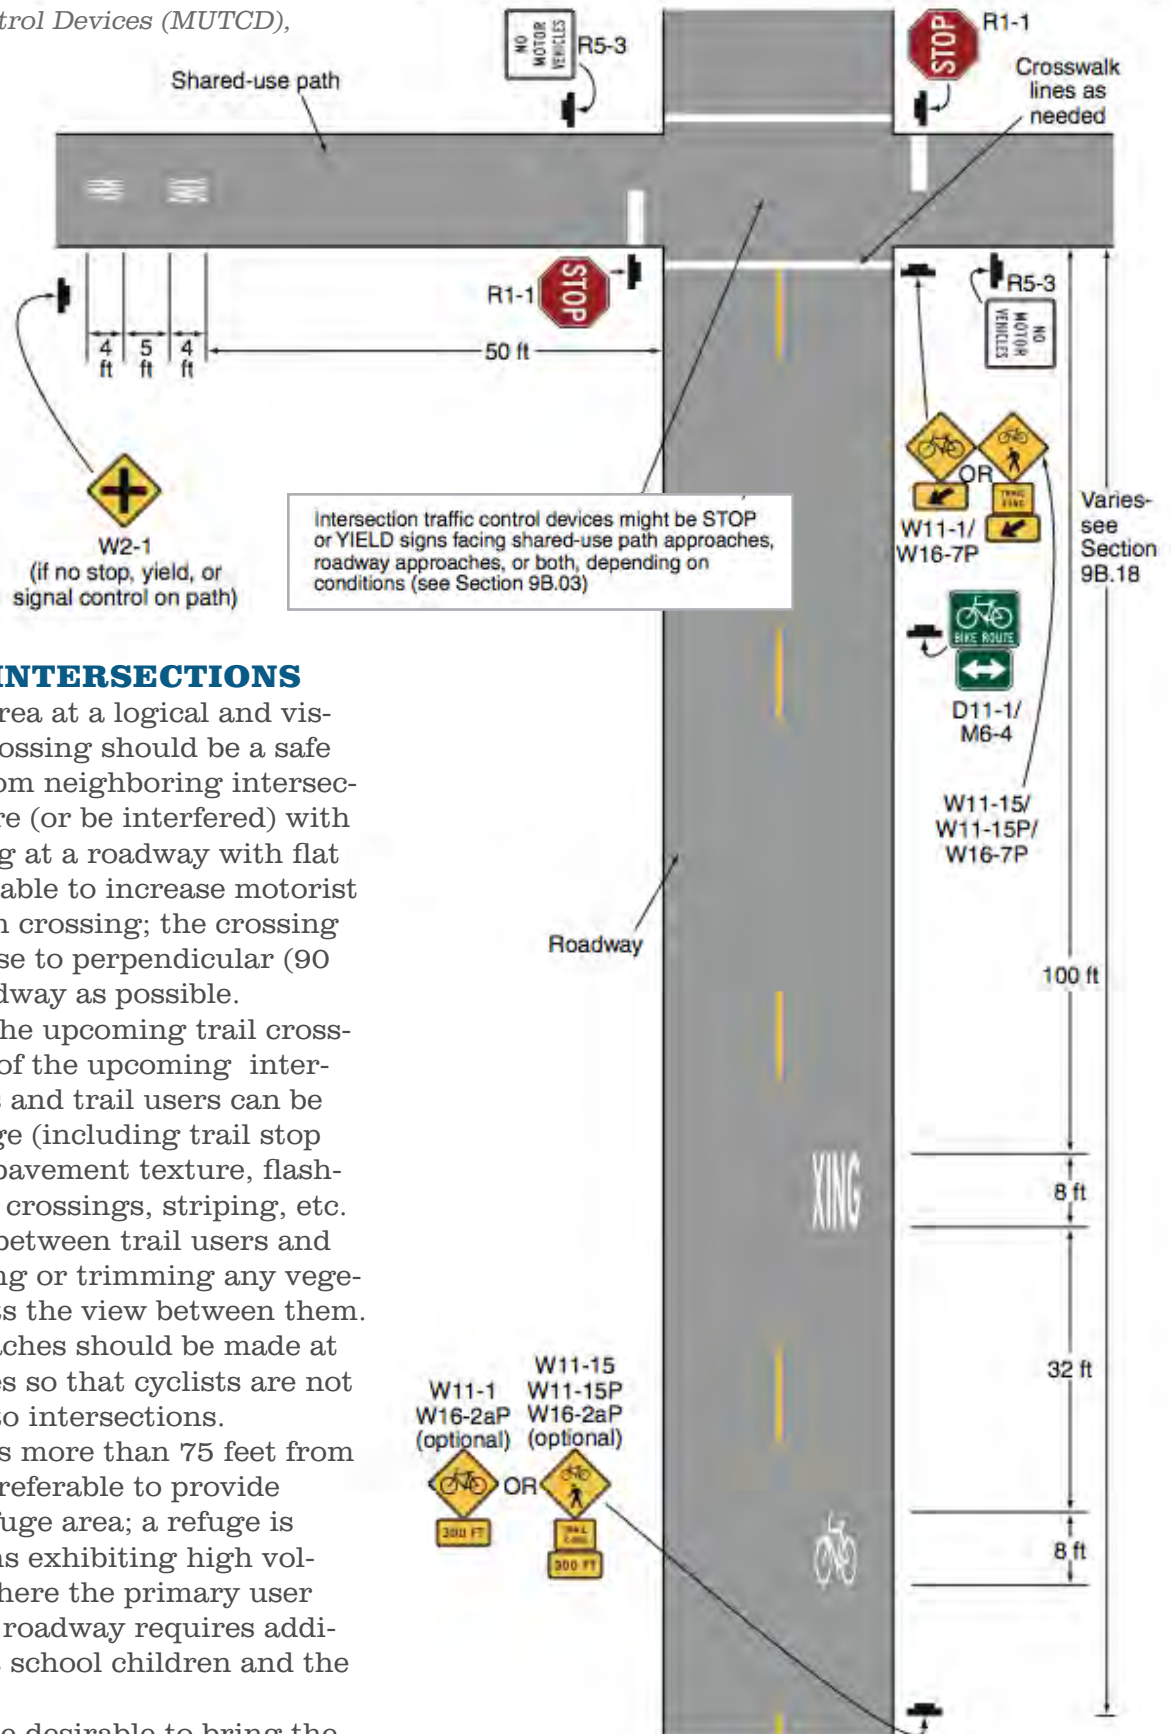 trol Devices (MUTCD),
NO
MOTOR
VEHICLES
R5-3
STOP
R1-1
Shared-use path
Crosswalk
lines as
needed
R1-1
STOP
R5-3
NO
MOTOR
VEHICLES
4
ft
5
ft
4
ft
50 ft
W2-1
(if no stop, yield, or
signal control on path)
Intersection traffic control devices might be STOP
or YIELD signs facing shared-use path approaches,
roadway approaches, or both, depending on
conditions (see Section 9B.03)
OR
W11-1/
W16-7P
Varies-
see
Section
9B.18
BIKE ROUTE
D11-1/
M6-4
W11-15/
W11-15P/
W16-7P
Roadway
100 ft
XING
8 ft
32 ft
8 ft
W11-1
W16-2aP
(optional)
W11-15
W11-15P
W16-2aP
(optional)
OR
300 FT
300 FT
INTERSECTIONS
rea at a logical and vis-
ossing should be a safe
om neighboring intersec-
re (or be interfered) with
g at a roadway with flat
able to increase motorist
n crossing; the crossing
se to perpendicular (90
dway as possible.
he upcoming trail cross-
of the upcoming inter-
s and trail users can be
ge (including trail stop
pavement texture, flash-
crossings, striping, etc.
between trail users and
ng or trimming any vege-
ts the view between them.
aches should be made at
es so that cyclists are not
to intersections.
s more than 75 feet from
referable to provide
fuge area; a refuge is
ns exhibiting high vol-
here the primary user
roadway requires addi-
s school children and the
e desirable to bring the